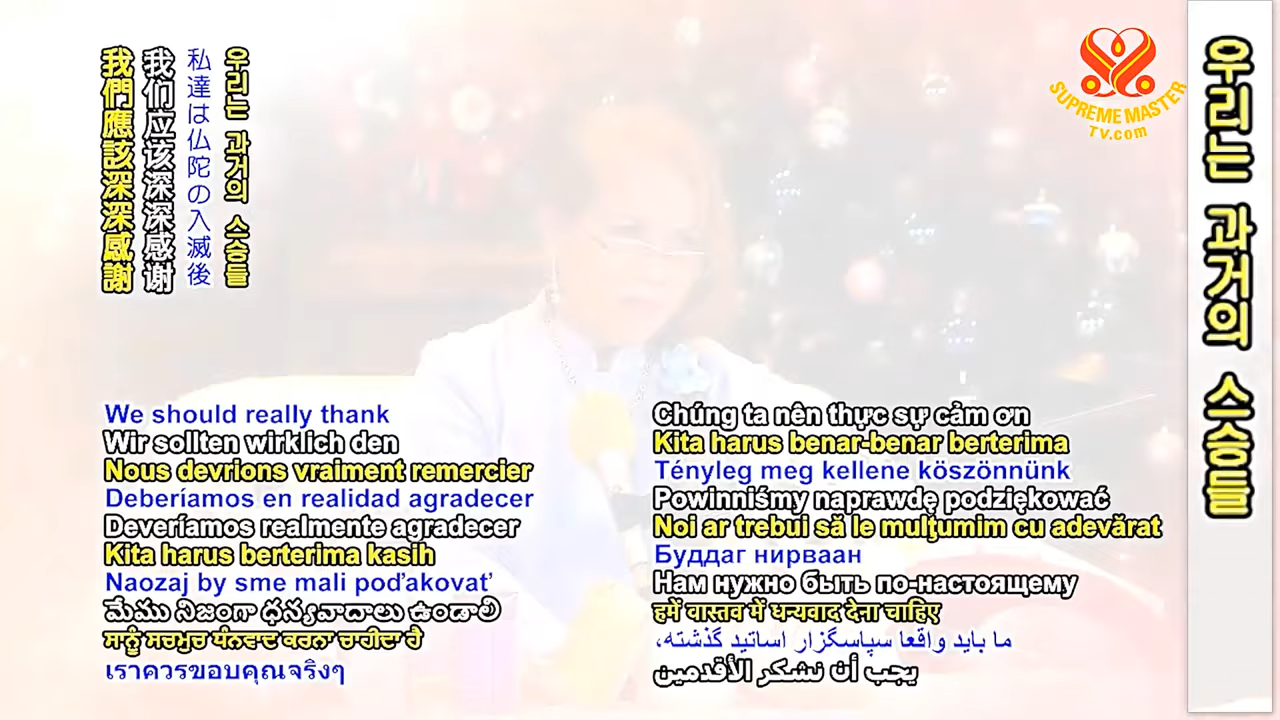 我們應該深深感謝
我们应该深深感谢
私達は仏陀の入滅後
우리는 과거의 스승들
SUPREME MASTER
TV.com
우리는 과거의 스승들
We should really thank
Wir sollten wirklich den
Nous devrions vraiment remercier
Deberíamos en realidad agradecer
Deveríamos realmente agradecer
Kita harus berterima kasih
Naozaj by sme mali poďakovať
మేము నిజంగా ధన్యవాదాలు ఉండాలి
ਸਾਨੂੰ ਸਚਮੁਚ ਧੰਨਵਾਦ ਕਰਨਾ ਚਾਹੀਦਾ ਹੈ
เราควรขอบคุณจริงๆ
Chúng ta nên thực sự cảm ơn
Kita harus benar-benar berterima
Tényleg meg kellene köszönnünk
Powinniśmy naprawdę podziękować
Noi ar trebui să le mulţumim cu adevărat
Буддаг нирваан
Нам нужно быть по-настоящему
हमें वास्तव में धन्यवाद देना चाहिए
ما باید واقعا سپاسگزار اساتید گذشته،
يجب أن نشكر الأقدمين